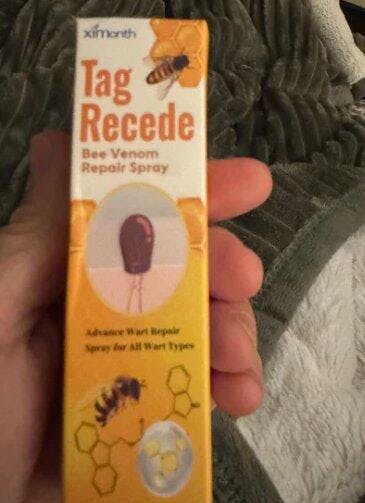 ximonth
Tag
Recede
Bee Venom
Repair Spray
Advance Wart Repair
Spray for All Wart Types